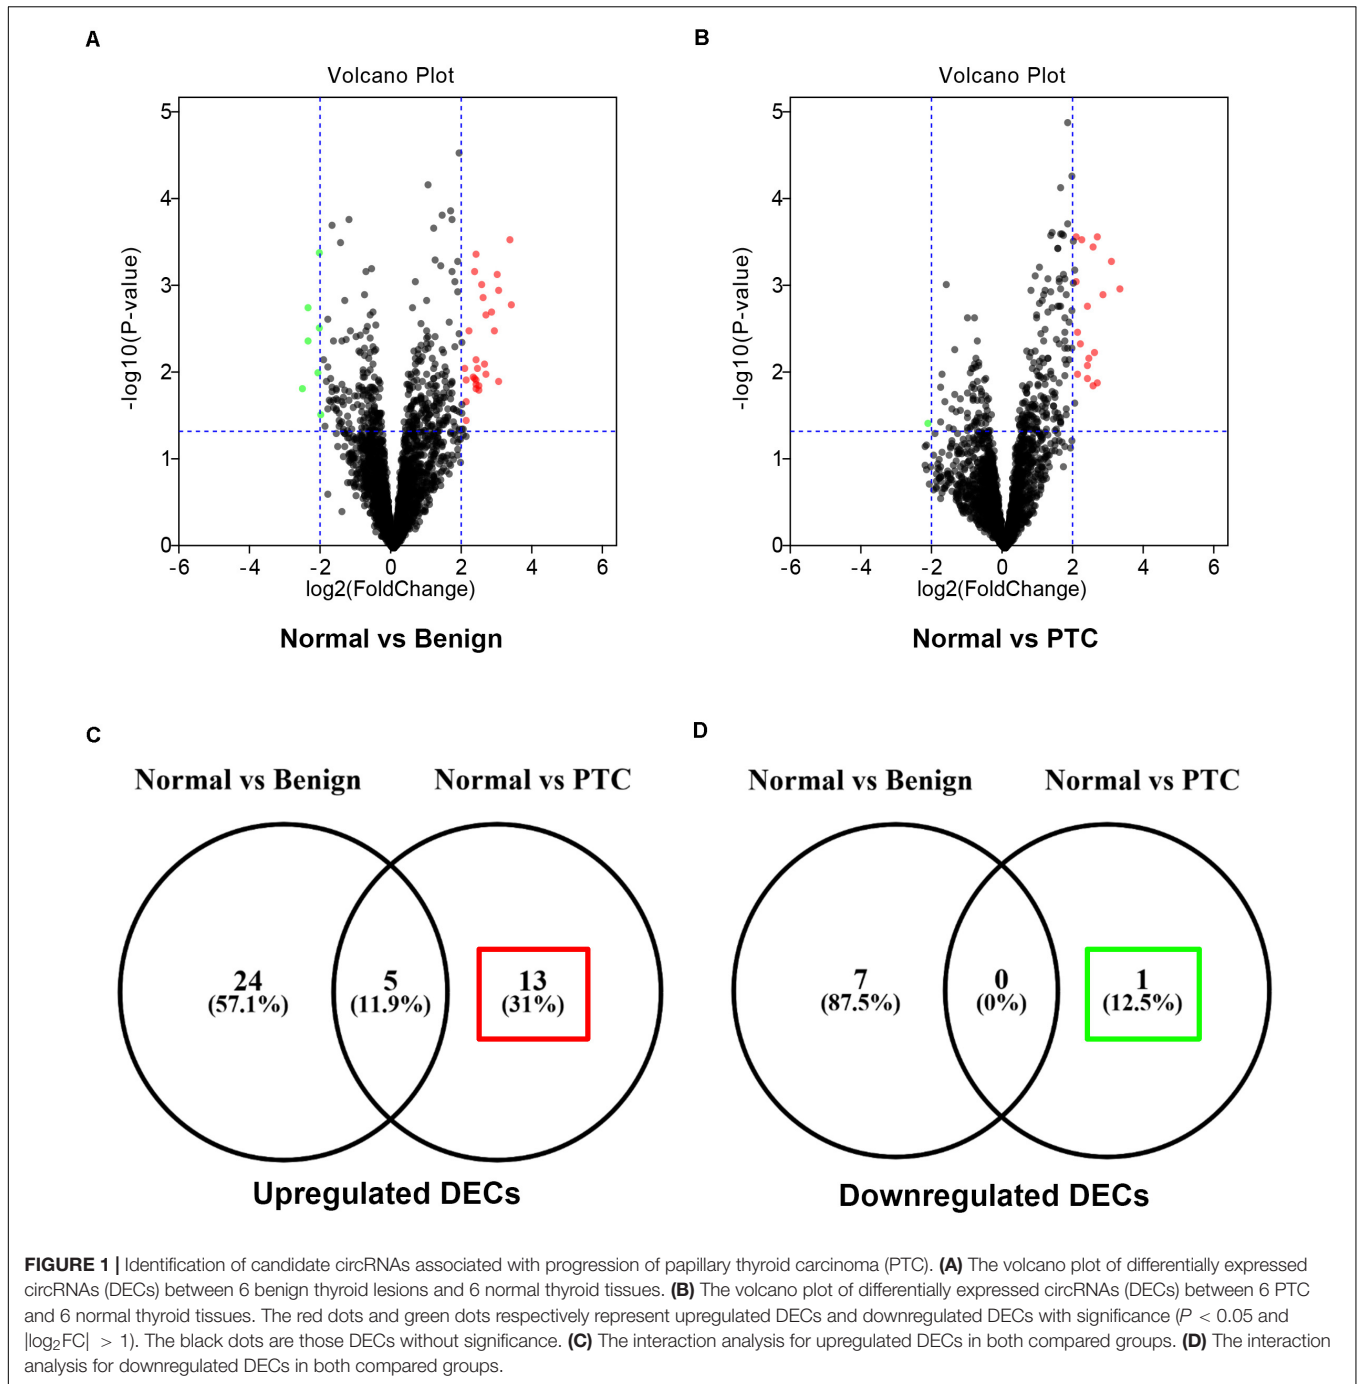 A
Volcano Plot
5
4
3
2
1
0
-log10(P-value)
-6 -4 -2 0 2 4 6
log2(FoldChange)
Normal vs Benign
B
Volcano Plot
5
4
3
2
1
0
-log10(P-value)
-6 -4 -2 0 2 4 6
log2(FoldChange)
Normal vs PTC
C
Normal vs Benign Normal vs PTC
24 5 13
(57.1%) (11.9%) (31%)
Upregulated DECs
D
Normal vs Benign Normal vs PTC
7 0 1
(87.5%) (0%) (12.5%)
Downregulated DECs
FIGURE 1 | Identification of candidate circRNAs associated with progression of papillary thyroid carcinoma (PTC). (A) The volcano plot of differentially expressed
circRNAs (DECs) between 6 benign thyroid lesions and 6 normal thyroid tissues. (B) The volcano plot of differentially expressed circRNAs (DECs) between 6 PTC
and 6 normal thyroid tissues. The red dots and green dots respectively represent upregulated DECs and downregulated DECs with significance (P < 0.05 and
|log₂FC| > 1). The black dots are those DECs without significance. (C) The interaction analysis for upregulated DECs in both compared groups. (D) The interaction
analysis for downregulated DECs in both compared groups.